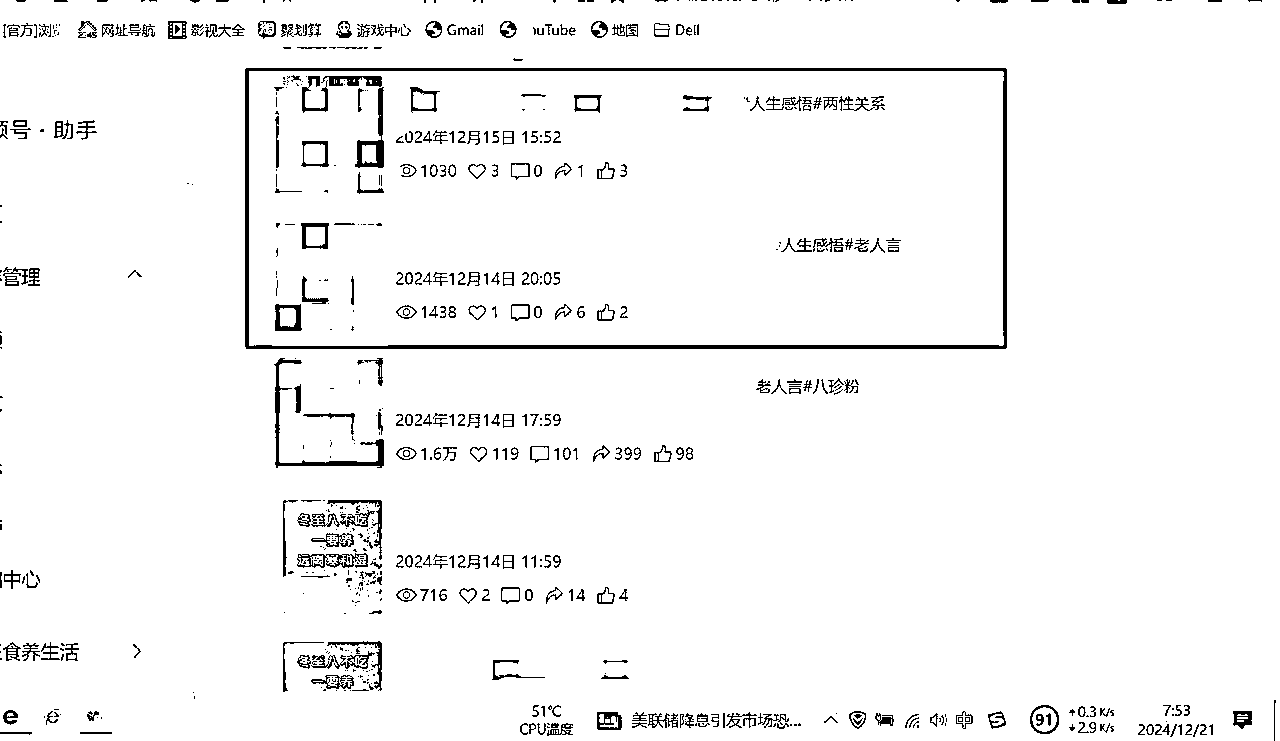 [官方]浏 网址导航 影视大全 聚划算 游戏中心 Gmail uTube 地图 Dell
频号·助手
人生感悟#两性关系
2024年12月15日 15:52
1030 3 0 1 3
人生感悟#老人言
管理
2024年12月14日 20:05
1438 1 0 6 2
老人言#八珍粉
2024年12月14日 17:59
1.6万 119 101 399 98
冬至八不吃
一要养
2024年12月14日 11:59
中心
716 2 0 14 4
食养生活
冬至八不吃
一要养
51℃
CPU温度
美联储降息引发市场恐...
中
91
0.3 K/s
2.9 K/s
7:53
2024/12/21